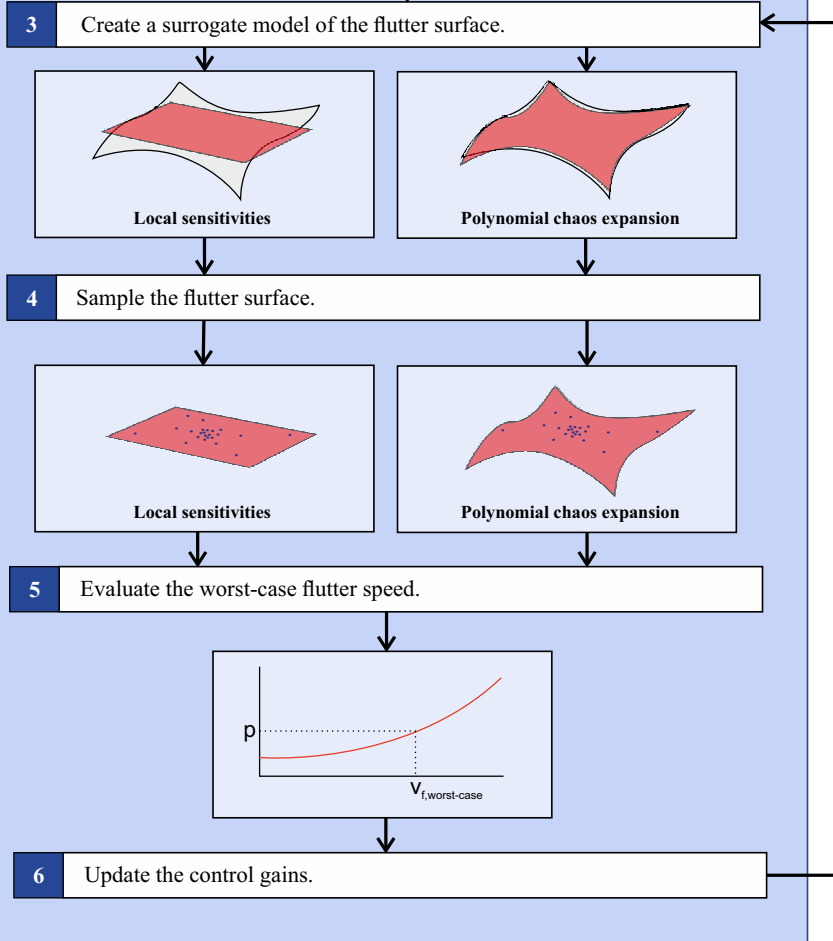 3 Create a surrogate model of the flutter surface.
Local sensitivities
Polynomial chaos expansion
4 Sample the flutter surface.
Local sensitivities
Polynomial chaos expansion
5 Evaluate the worst-case flutter speed.
p
v_f,worst-case
6 Update the control gains.